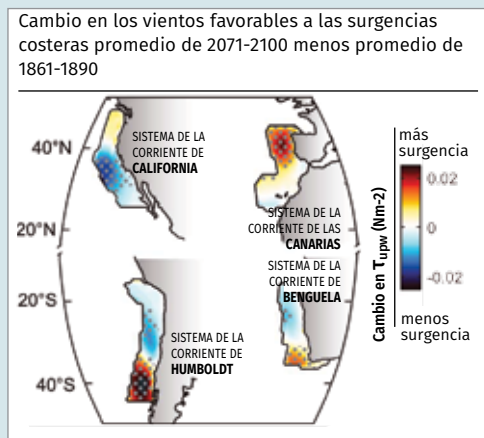 Cambio en los vientos favorables a las surgencias
costeras promedio de 2071-2100 menos promedio de
1861-1890
40°N
20°N
20°S
40°S
SISTEMA DE LA
CORRIENTE DE
CALIFORNIA
SISTEMA DE LA
CORRIENTE DE LAS
CANARIAS
SISTEMA DE LA
CORRIENTE DE
BENGUELA
SISTEMA DE LA
CORRIENTE DE
HUMBOLDT
Cambio en τupw (Nm-2)
más
surgencia
0.02
0
-0.02
menos
surgencia